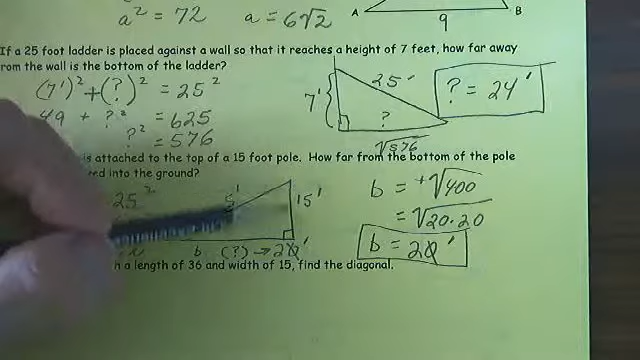 a² = 72 a = 6√2
A 9 B
If a 25 foot ladder is placed against a wall so that it reaches a height of 7 feet, how far away
rom the wall is the bottom of the ladder?
(7')² + (?)² = 25²
49 + ?² = 625
?² = 576
7' 25' ?
√576
? = 24'
is attached to the top of a 15 foot pole. How far from the bottom of the pole
ed into the ground?
25²
5' 15'
b (?) → 20'
b = +√400
= √20·20
b = 20'
a length of 36 and width of 15, find the diagonal.